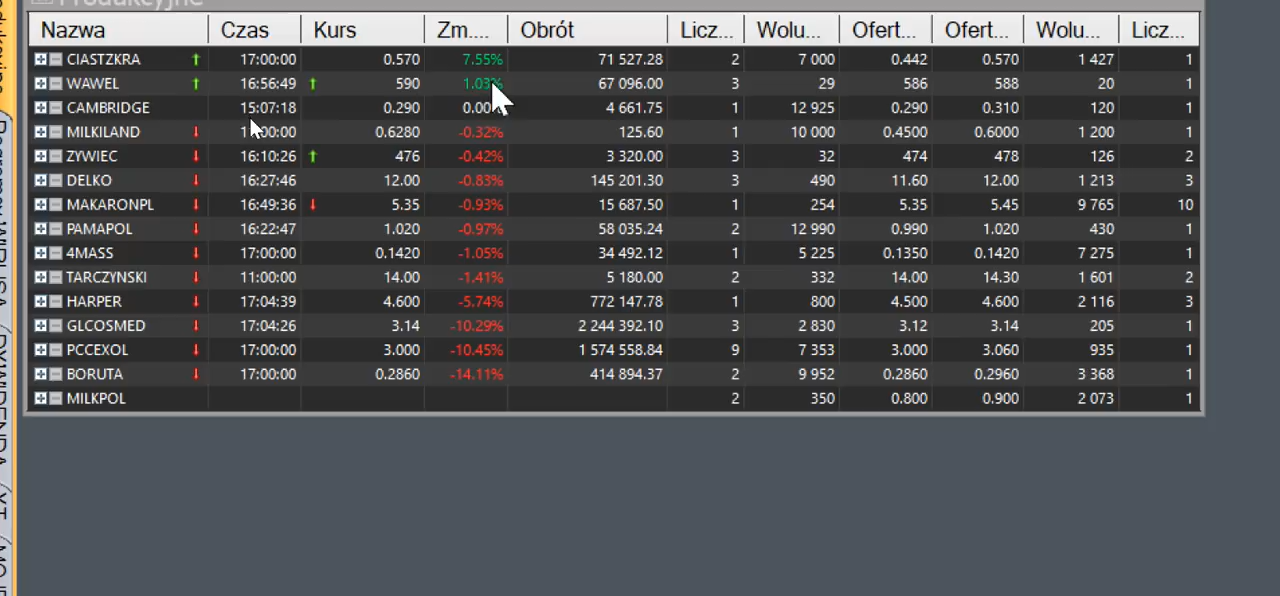 Produkcyjne
Nazwa Czas Kurs Zm.... Obrót Licz... Wolu... Ofert... Ofert... Wolu... Licz...
CIASTZKRA 17:00:00 0.570 7.55% 71 527.28 2 7 000 0.442 0.570 1 427 1
WAWEL 16:56:49 590 1.03% 67 096.00 3 29 586 588 20 1
CAMBRIDGE 15:07:18 0.290 0.00 4 661.75 1 12 925 0.290 0.310 120 1
MILKILAND :00:00 0.6280 -0.32% 125.60 1 10 000 0.4500 0.6000 1 200 1
ZYWIEC 16:10:26 476 -0.42% 3 320.00 3 32 474 478 126 2
DELKO 16:27:46 12.00 -0.83% 145 201.30 3 490 11.60 12.00 1 213 3
MAKARONPL 16:49:36 5.35 -0.93% 15 687.50 1 254 5.35 5.45 9 765 10
PAMAPOL 16:22:47 1.020 -0.97% 58 035.24 2 12 990 0.990 1.020 430 1
4MASS 17:00:00 0.1420 -1.05% 34 492.12 1 5 225 0.1350 0.1420 7 275 1
TARCZYNSKI 11:00:00 14.00 -1.41% 5 180.00 2 332 14.00 14.30 1 601 2
HARPER 17:04:39 4.600 -5.74% 772 147.78 1 800 4.500 4.600 2 116 3
GLCOSMED 17:04:26 3.14 -10.29% 2 244 392.10 3 2 830 3.12 3.14 205 1
PCCEXOL 17:00:00 3.000 -10.45% 1 574 558.84 9 7 353 3.000 3.060 935 1
BORUTA 17:00:00 0.2860 -14.11% 414 894.37 2 9 952 0.2860 0.2960 3 368 1
MILKPOL 2 350 0.800 0.900 2 073 1